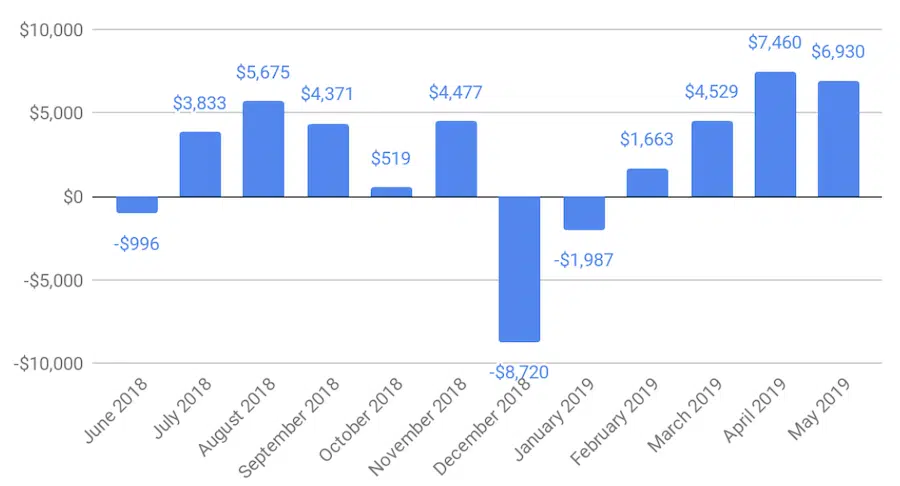 $10,000
$5,000
$0
-$5,000
-$10,000
-$996
$3,833
$5,675
$4,371
$519
$4,477
-$8,720
-$1,987
$1,663
$4,529
$7,460
$6,930
June 2018
July 2018
August 2018
September 2018
October 2018
November 2018
December 2018
January 2019
February 2019
March 2019
April 2019
May 2019